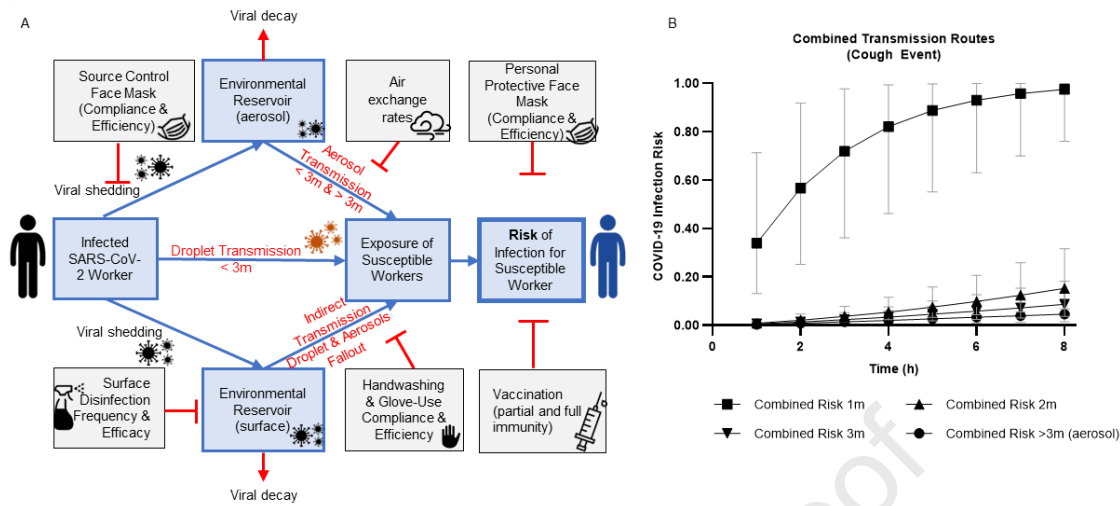 A
Viral decay
Source Control
Face Mask
(Compliance &
Efficiency)
Environmental
Reservoir
(aerosol)
Air
exchange
rates
Personal
Protective Face
Mask
(Compliance &
Efficiency)
Viral shedding
Aerosol
Transmission
< 3m & > 3m
Infected
SARS-CoV-
2 Worker
Droplet Transmission
< 3m
Exposure of
Susceptible
Workers
Risk of
Infection for
Susceptible
Worker
Viral shedding
Indirect
Transmission
Droplet & Aerosols
Fallout
Surface
Disinfection
Frequency &
Efficacy
Environmental
Reservoir
(surface)
Handwashing
& Glove-Use
Compliance &
Efficiency
Vaccination
(partial and full
immunity)
Viral decay
B
Combined Transmission Routes
(Cough Event)
COVID-19 Infection Risk
1.00
0.80
0.60
0.40
0.20
0.00
0 2 4 6 8
Time (h)
Combined Risk 1m
Combined Risk 2m
Combined Risk 3m
Combined Risk >3m (aerosol)